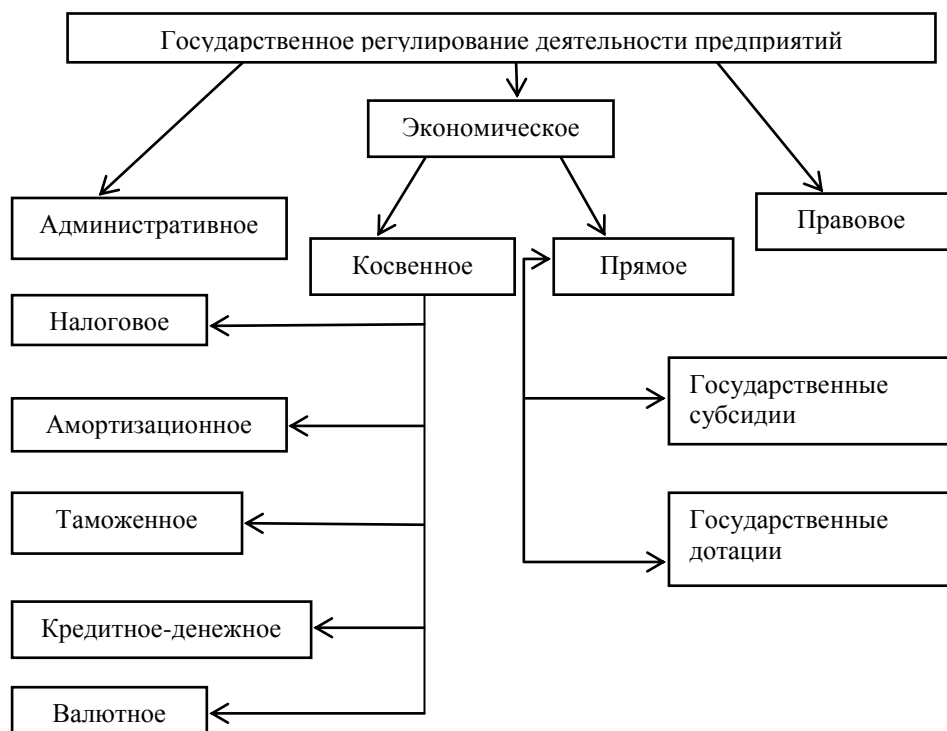 Государственное регулирование деятельности предприятий
Экономическое
Административное
Правовое
Косвенное
Прямое
Налоговое
Государственные
субсидии
Амортизационное
Таможенное
Государственные
дотации
Кредитное-денежное
Валютное